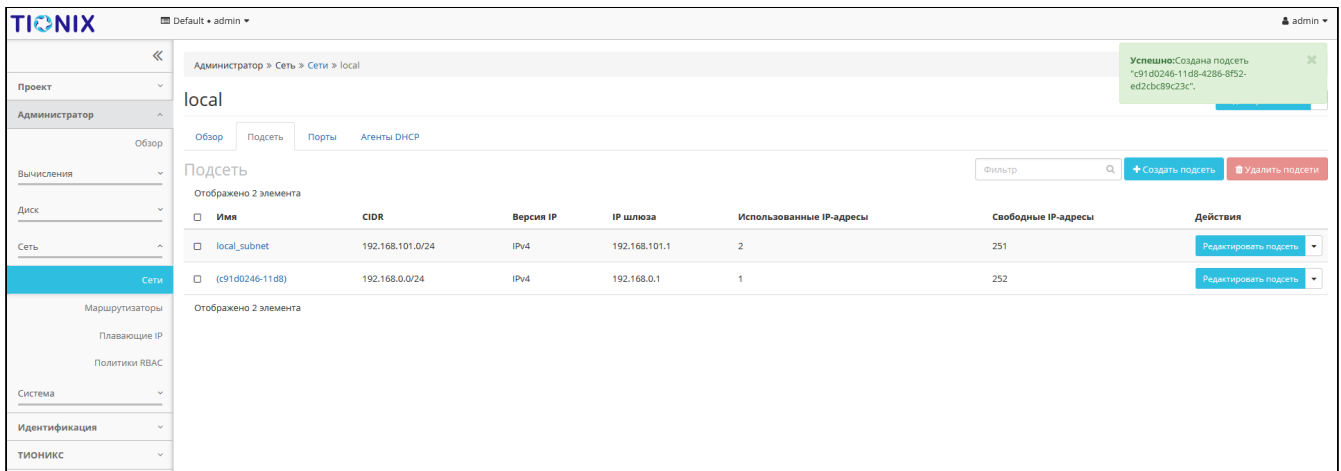 TIONIX
Default • admin
admin
Администратор » Сеть » Сети » local
Успешно:Создана подсеть
"c91d0246-11d8-4286-8f52-
ed2cbc89c23c".
Проект
Администратор
Обзор
Вычисления
Диск
Сеть
Сети
Маршрутизаторы
Плавающие IP
Политики RBAC
Система
Идентификация
ТИОНИКС
local
Обзор Подсеть Порты Агенты DHCP
Подсеть
Фильтр
Создать подсеть
Удалить подсети
Отображено 2 элемента
Имя CIDR Версия IP IP шлюза Использованные IP-адресы Свободные IP-адресы Действия
local_subnet 192.168.101.0/24 IPv4 192.168.101.1 2 251 Редактировать подсеть
(c91d0246-11d8) 192.168.0.0/24 IPv4 192.168.0.1 1 252 Редактировать подсеть
Отображено 2 элемента